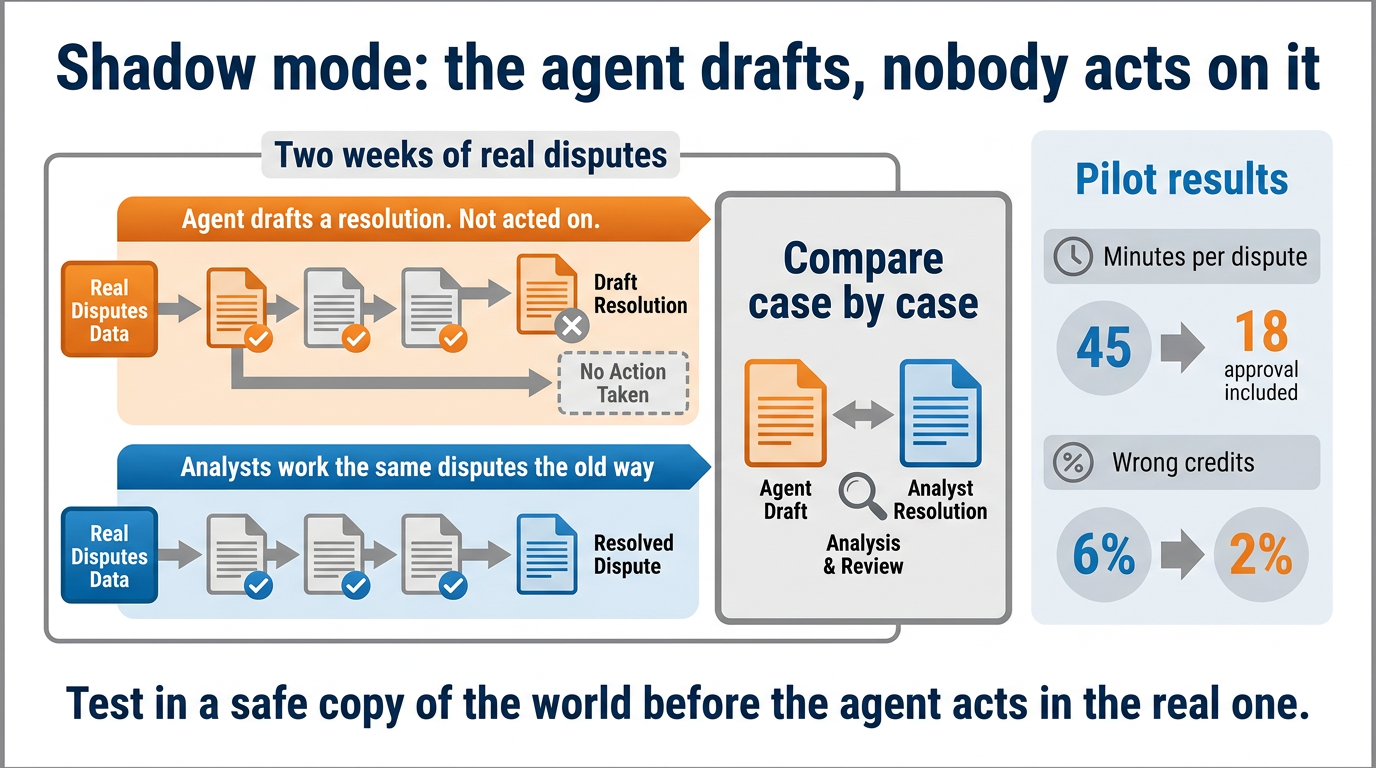 Shadow mode: the agent drafts, nobody acts on it
Two weeks of real disputes
Agent drafts a resolution. Not acted on.
Real
Disputes
Data
Draft
Resolution
No Action
Taken
Analysts work the same disputes the old way
Real
Disputes
Data
Resolved
Dispute
Compare
case by case
Agent
Draft
Analyst
Resolution
Analysis
& Review
Pilot results
Minutes per dispute
45
18
approval
included
% Wrong credits
6%
2%
Test in a safe copy of the world before the agent acts in the real one.